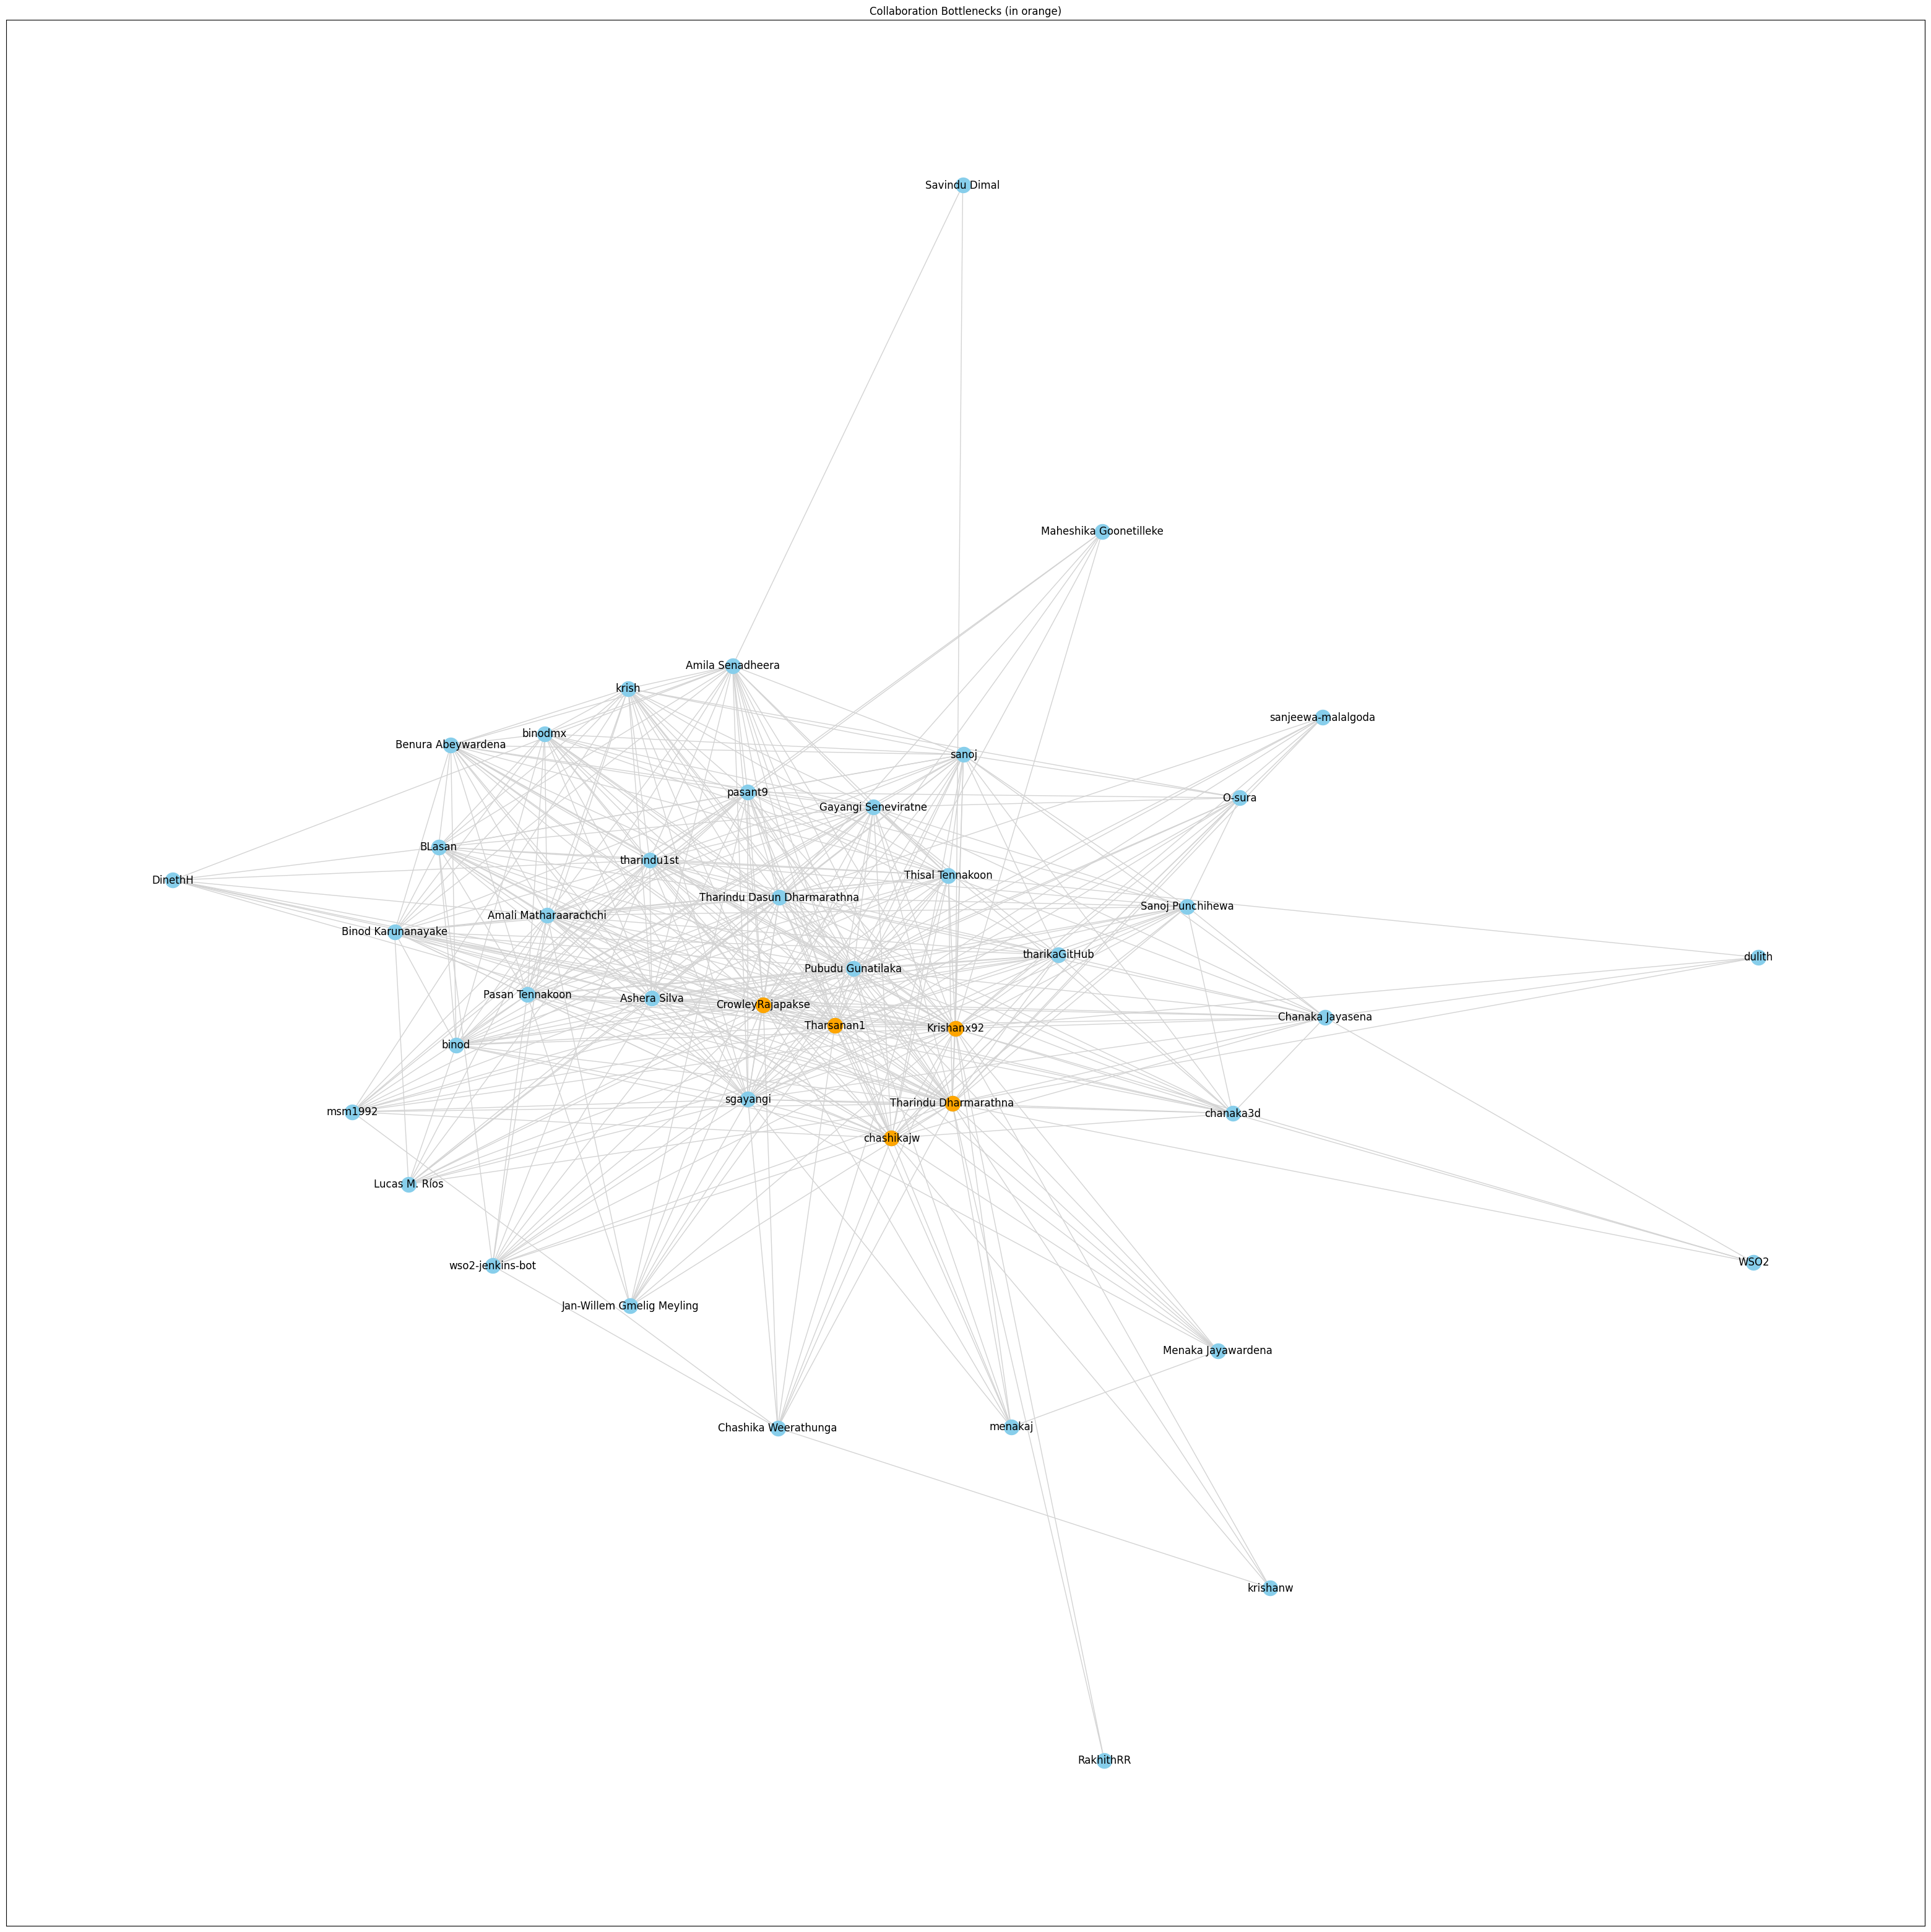 Collaboration Bottlenecks (in orange)
Savindu Dimal
Maheshika Goonetilleke
Amila Senadheera
krish
sanjeewa-malalgoda
binodmx
Benura Abeywardena
sanoj
pasant9
O-sura
Gayangi Seneviratne
BLasan
tharindu1st
Thisal Tennakoon
DinethH
Tharindu Dasun Dharmarathna
Sanoj Punchihewa
Amali Matharaarachchi
Binod Karunanayake
tharikaGitHub
dulith
Pubudu Gunatilaka
Pasan Tennakoon
Ashera Silva
CrowleyRajapakse
Chanaka Jayasena
Tharsanan1
Krishanx92
binod
sgayangi
Tharindu Dharmarathna
msm1992
chanaka3d
chashikajw
Lucas M. Ríos
WSO2
wso2-jenkins-bot
Jan-Willem Gmelig Meyling
Menaka Jayawardena
Chashika Weerathunga
menakaj
krishanw
RakhithRR